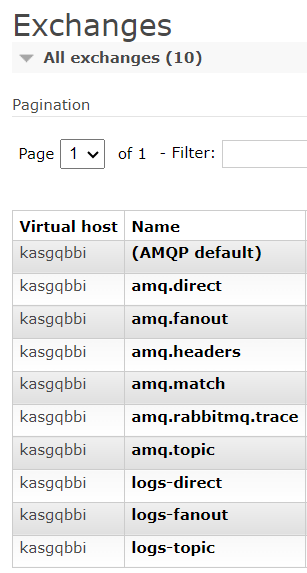 Exchanges
All exchanges (10)
Pagination
Page 1 of 1 - Filter:
Virtual host Name
kasgqbbi (AMQP default)
kasgqbbi amq.direct
kasgqbbi amq.fanout
kasgqbbi amq.headers
kasgqbbi amq.match
kasgqbbi amq.rabbitmq.trace
kasgqbbi amq.topic
kasgqbbi logs-direct
kasgqbbi logs-fanout
kasgqbbi logs-topic